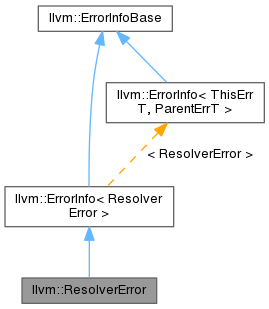 llvm::ErrorInfoBase
llvm::ErrorInfo< ThisErr
T, ParentErrT >
< ResolverError >
llvm::ErrorInfo< Resolver
Error >
llvm::ResolverError